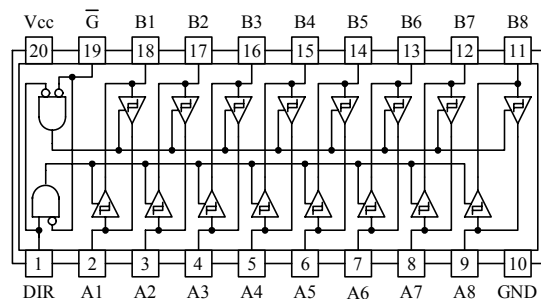 Vcc G B1 B2 B3 B4 B5 B6 B7 B8
20 19 18 17 16 15 14 13 12 11
1 2 3 4 5 6 7 8 9 10
DIR A1 A2 A3 A4 A5 A6 A7 A8 GND